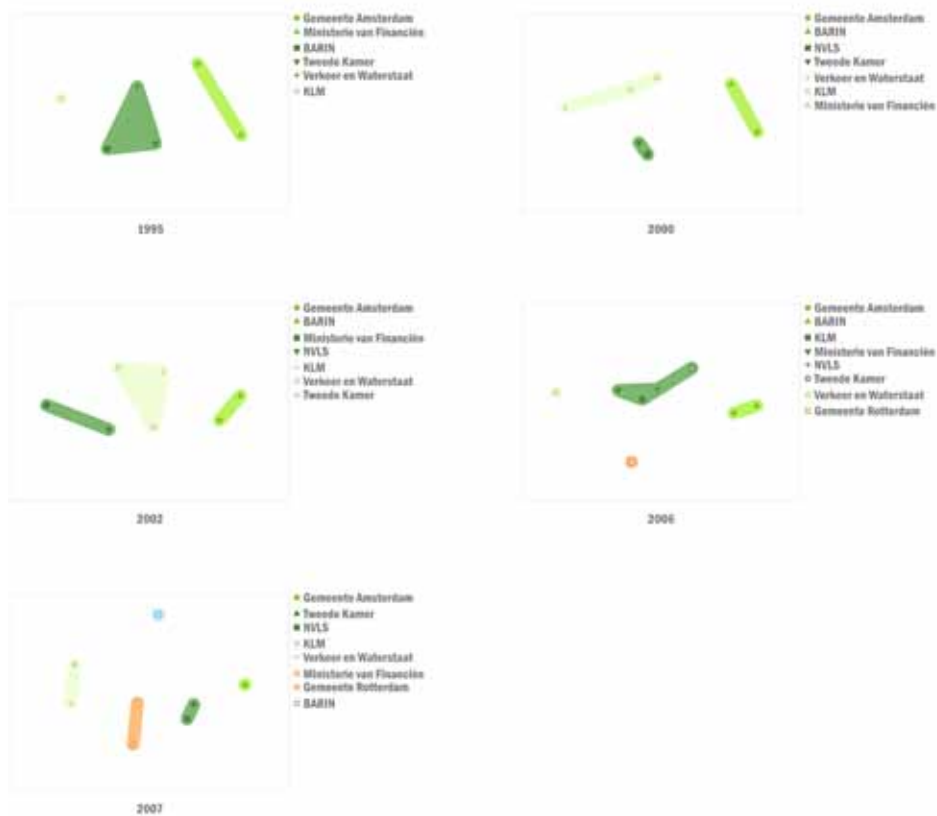 Gemeente Amsterdam
Ministerie van Financiën
BARIN
Tweede Kamer
Verkeer en Waterstaat
KLM
1995
Gemeente Amsterdam
BARIN
NVLS
Tweede Kamer
Verkeer en Waterstaat
KLM
Ministerie van Financiën
2000
Gemeente Amsterdam
BARIN
Ministerie van Financiën
NVLS
KLM
Verkeer en Waterstaat
Tweede Kamer
2002
Gemeente Amsterdam
BARIN
KLM
Ministerie van Financiën
NVLS
Tweede Kamer
Verkeer en Waterstaat
Gemeente Rotterdam
2006
Gemeente Amsterdam
Tweede Kamer
NVLS
KLM
Verkeer en Waterstaat
Ministerie van Financiën
Gemeente Rotterdam
BARIN
2007